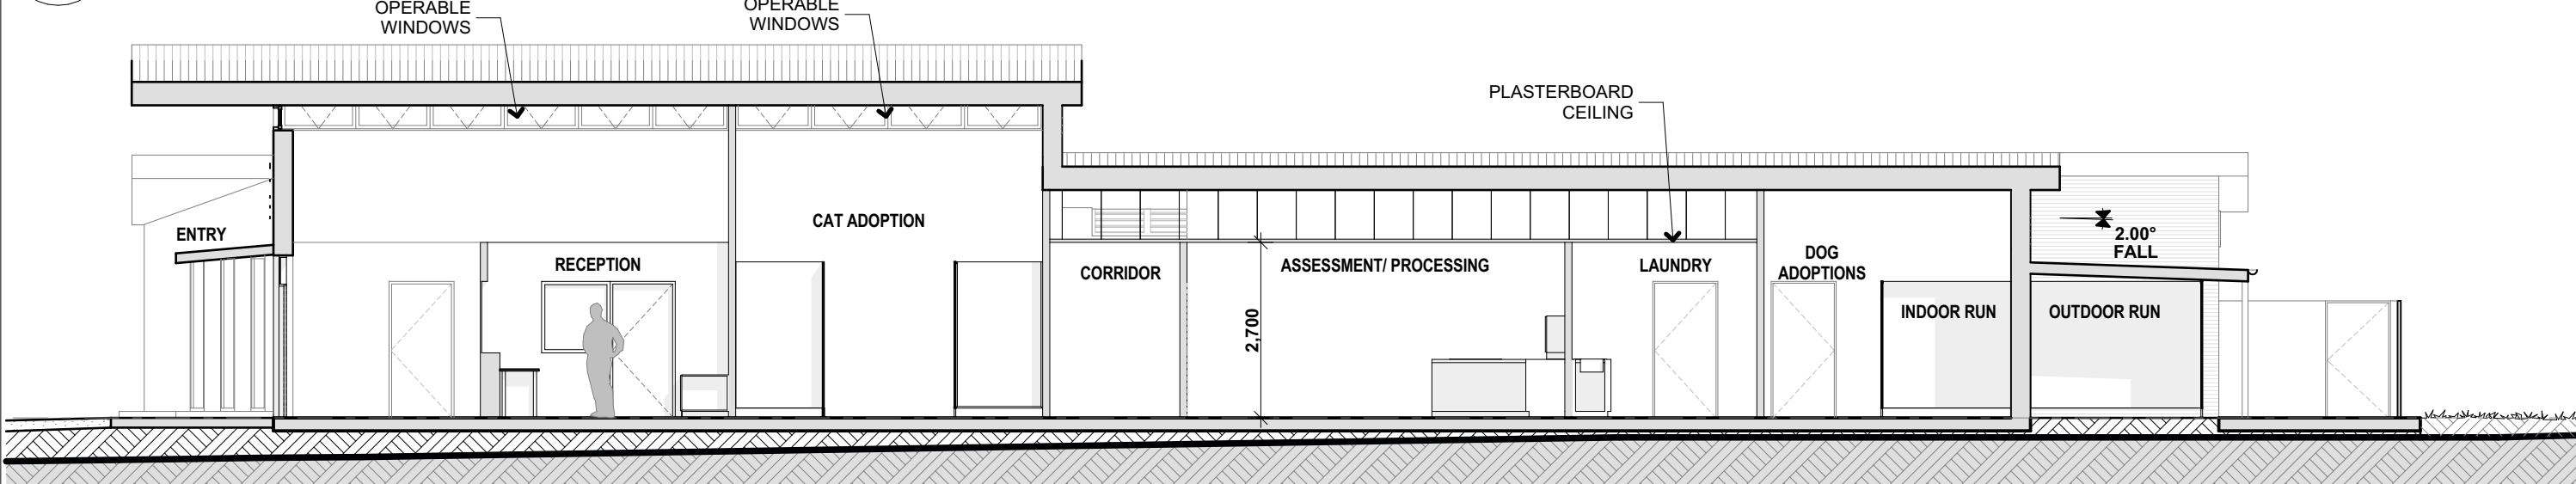 OPERABLE
WINDOWS
OPERABLE
WINDOWS
PLASTERBOARD
CEILING
ENTRY
RECEPTION
CAT ADOPTION
CORRIDOR
2,700
ASSESSMENT/ PROCESSING
LAUNDRY
DOG
ADOPTIONS
INDOOR RUN
OUTDOOR RUN
2.00°
FALL